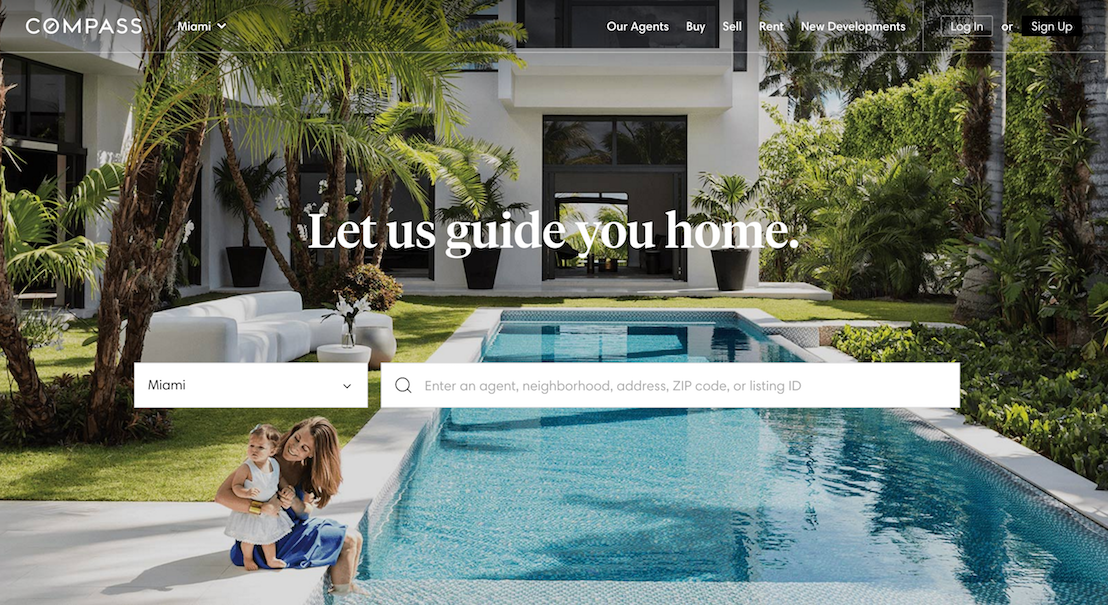 COMPASS
Miami
Our Agents
Buy
Sell
Rent
New Developments
Log In
or
Sign Up
Let us guide you home.
Miami
Enter an agent, neighborhood, address, ZIP code, or listing ID